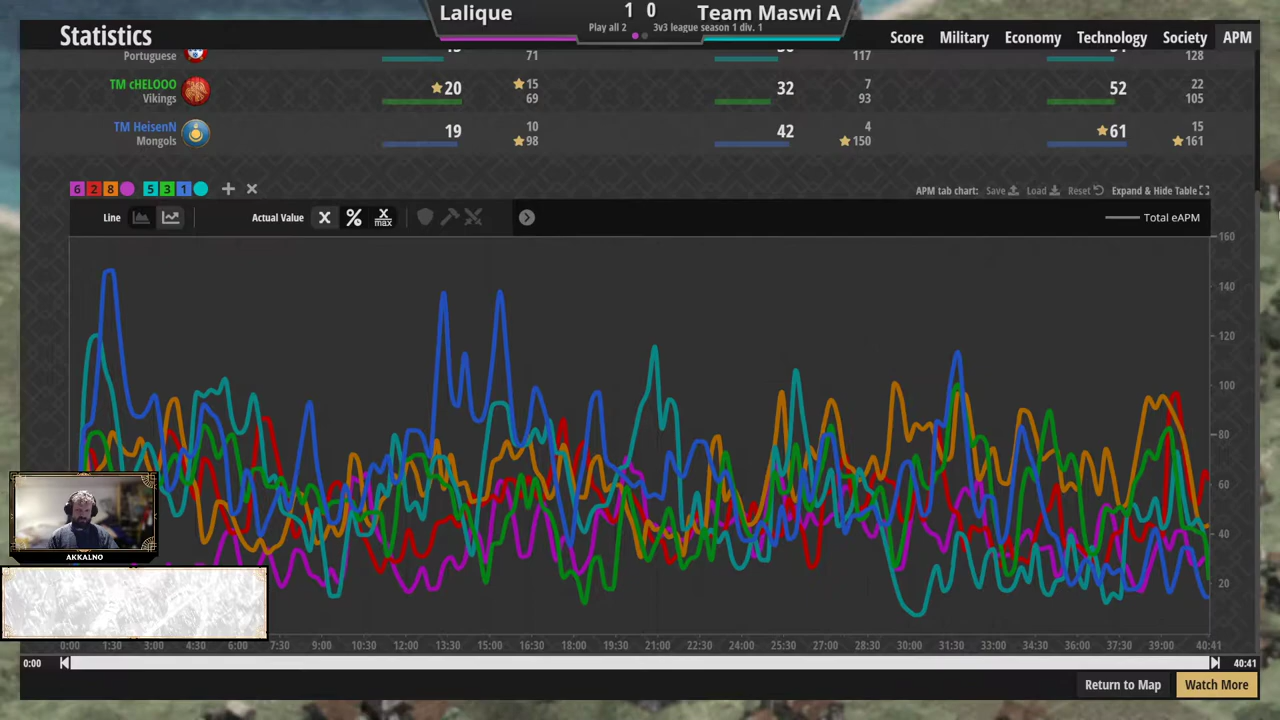 Lalique
1 0
Team Maswi A
Play all 2
3v3 league season 1 div. 1
Statistics
Score Military Economy Technology Society APM
Portuguese
71
117
128
TM cHELOOO
Vikings
20
15
69
32
7
93
52
22
105
TM HeisenN
Mongols
19
10
98
42
4
150
61
15
161
6 2 8 5 3 1
APM tab chart: Save Load Reset Expand & Hide Table
Line
Actual Value X % X max
Total eAPM
160
140
120
100
80
60
40
20
AKKALNO
0:00 1:30 3:00 4:30 6:00 7:30 9:00 10:30 12:00 13:30 15:00 16:30 18:00 19:30 21:00 22:30 24:00 25:30 27:00 28:30 30:00 31:30 33:00 34:30 36:00 37:30 39:00 40:41
0:00
40:41
Return to Map
Watch More